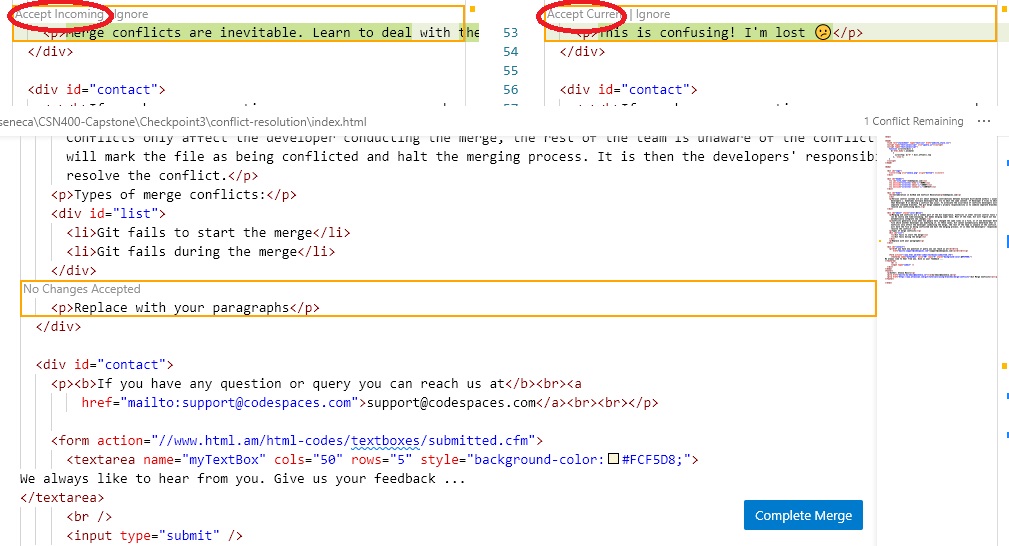 Accept Incoming | Ignore
<p>Merge conflicts are inevitable. Learn to deal with the
</div>
<div id="contact">
Accept Current | Ignore
53 <p>This is confusing! I'm lost 😕</p>
54 </div>
55
56 <div id="contact">
57
seneca\CSN400-Capstone\Checkpoint3\conflict-resolution\index.html
1 Conflict Remaining ...
conflicts only affect the developer conducting the merge, the rest of the team is unaware of the conflic
will mark the file as being conflicted and halt the merging process. It is then the developers' responsib
resolve the conflict.</p>
<p>Types of merge conflicts:</p>
<div id="list">
<li>Git fails to start the merge</li>
<li>Git fails during the merge</li>
</div>
No Changes Accepted
<p>Replace with your paragraphs</p>
</div>
<div id="contact">
<p><b>If you have any question or query you can reach us at</b><br><a
href="mailto:support@codespaces.com">support@codespaces.com</a><br><br></p>
<form action="//www.html.am/html-codes/textboxes/submitted.cfm">
<textarea name="myTextBox" cols="50" rows="5" style="background-color:#FCF5D8;">
We always like to hear from you. Give us your feedback ...
</textarea>
<br />
<input type="submit" />
Complete Merge